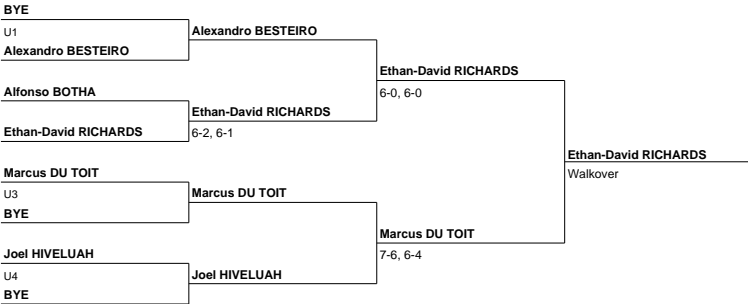 BYE
U1
Alexandro BESTEIRO
Alexandro BESTEIRO
Alfonso BOTHA
Ethan-David RICHARDS
Ethan-David RICHARDS
6-2, 6-1
Ethan-David RICHARDS
6-0, 6-0
Marcus DU TOIT
U3
BYE
Marcus DU TOIT
Joel HIVELUAH
U4
BYE
Joel HIVELUAH
Marcus DU TOIT
7-6, 6-4
Ethan-David RICHARDS
Walkover